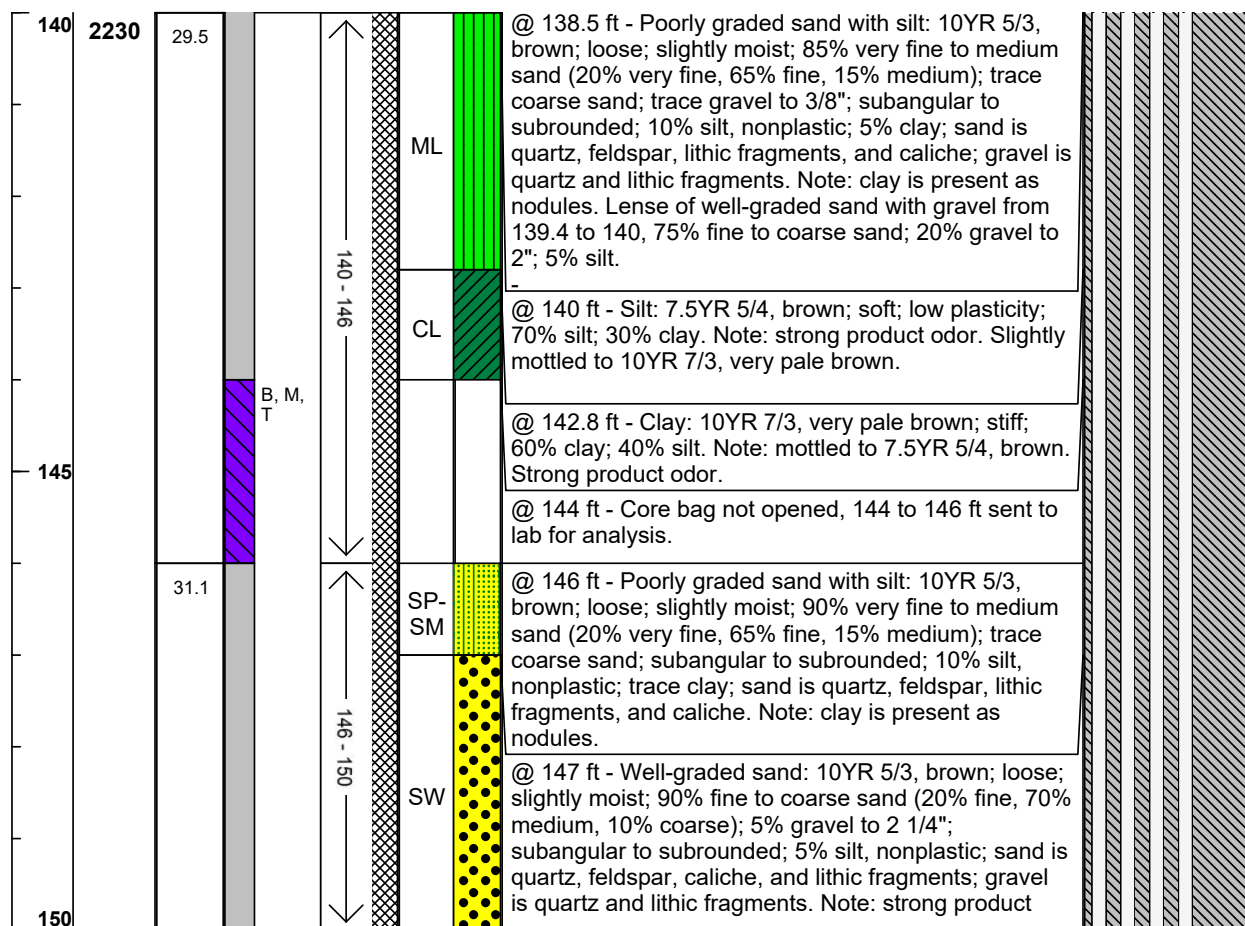 140
2230
29.5
140 - 146
ML
CL
B, M,
T
145
31.1
146 - 150
SP-
SM
SW
150
@ 138.5 ft - Poorly graded sand with silt: 10YR 5/3,
brown; loose; slightly moist; 85% very fine to medium
sand (20% very fine, 65% fine, 15% medium); trace
coarse sand; trace gravel to 3/8"; subangular to
subrounded; 10% silt, nonplastic; 5% clay; sand is
quartz, feldspar, lithic fragments, and caliche; gravel is
quartz and lithic fragments. Note: clay is present as
nodules. Lense of well-graded sand with gravel from
139.4 to 140, 75% fine to coarse sand; 20% gravel to
2"; 5% silt.
-
@ 140 ft - Silt: 7.5YR 5/4, brown; soft; low plasticity;
70% silt; 30% clay. Note: strong product odor. Slightly
mottled to 10YR 7/3, very pale brown.
@ 142.8 ft - Clay: 10YR 7/3, very pale brown; stiff;
60% clay; 40% silt. Note: mottled to 7.5YR 5/4, brown.
Strong product odor.
@ 144 ft - Core bag not opened, 144 to 146 ft sent to
lab for analysis.
@ 146 ft - Poorly graded sand with silt: 10YR 5/3,
brown; loose; slightly moist; 90% very fine to medium
sand (20% very fine, 65% fine, 15% medium); trace
coarse sand; subangular to subrounded; 10% silt,
nonplastic; trace clay; sand is quartz, feldspar, lithic
fragments, and caliche. Note: clay is present as
nodules.
@ 147 ft - Well-graded sand: 10YR 5/3, brown; loose;
slightly moist; 90% fine to coarse sand (20% fine, 70%
medium, 10% coarse); 5% gravel to 2 1/4";
subangular to subrounded; 5% silt, nonplastic; sand is
quartz, feldspar, caliche, and lithic fragments; gravel
is quartz and lithic fragments. Note: strong product